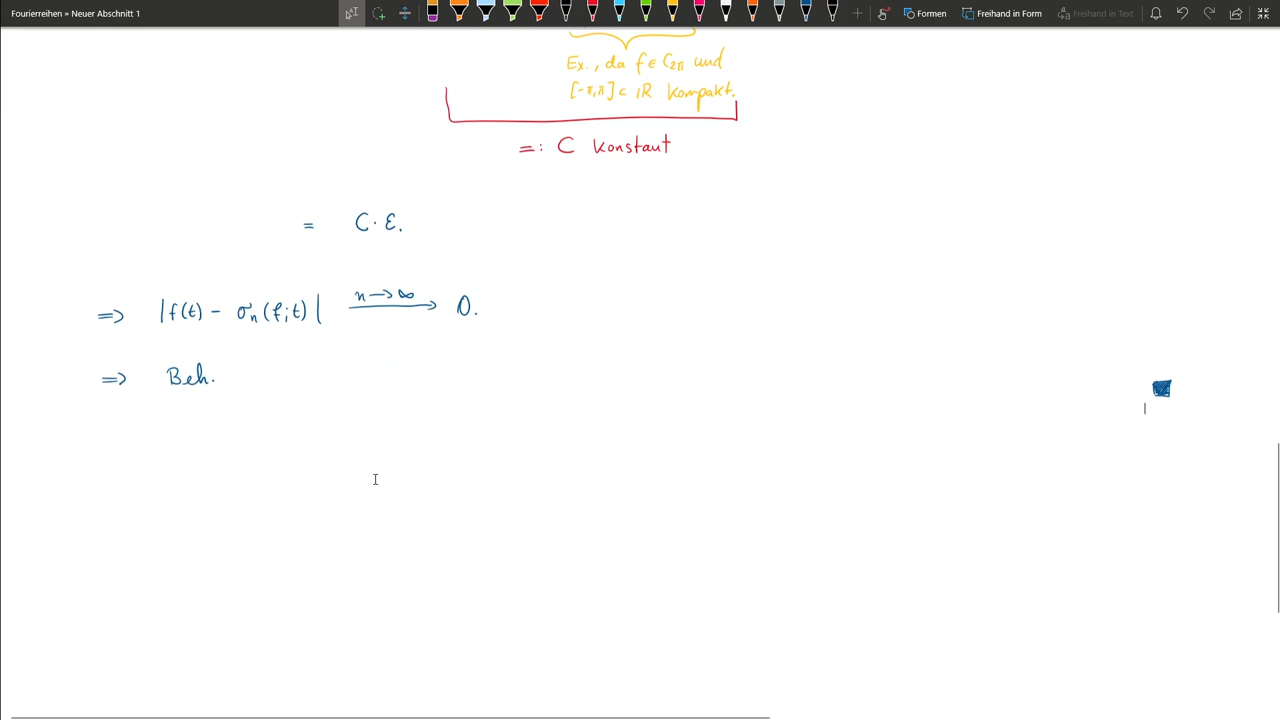 Fourierreihen » Neuer Abschnitt 1
Formen
Freihand in Form
Freihand in Text
Ex., da f ∈ C2π und
[-π,π] ⊂ IR kompakt.
=: C konstant
= C·ε.
=> |f(t) - σn(f;t)| n→∞ 0.
=> Beh.